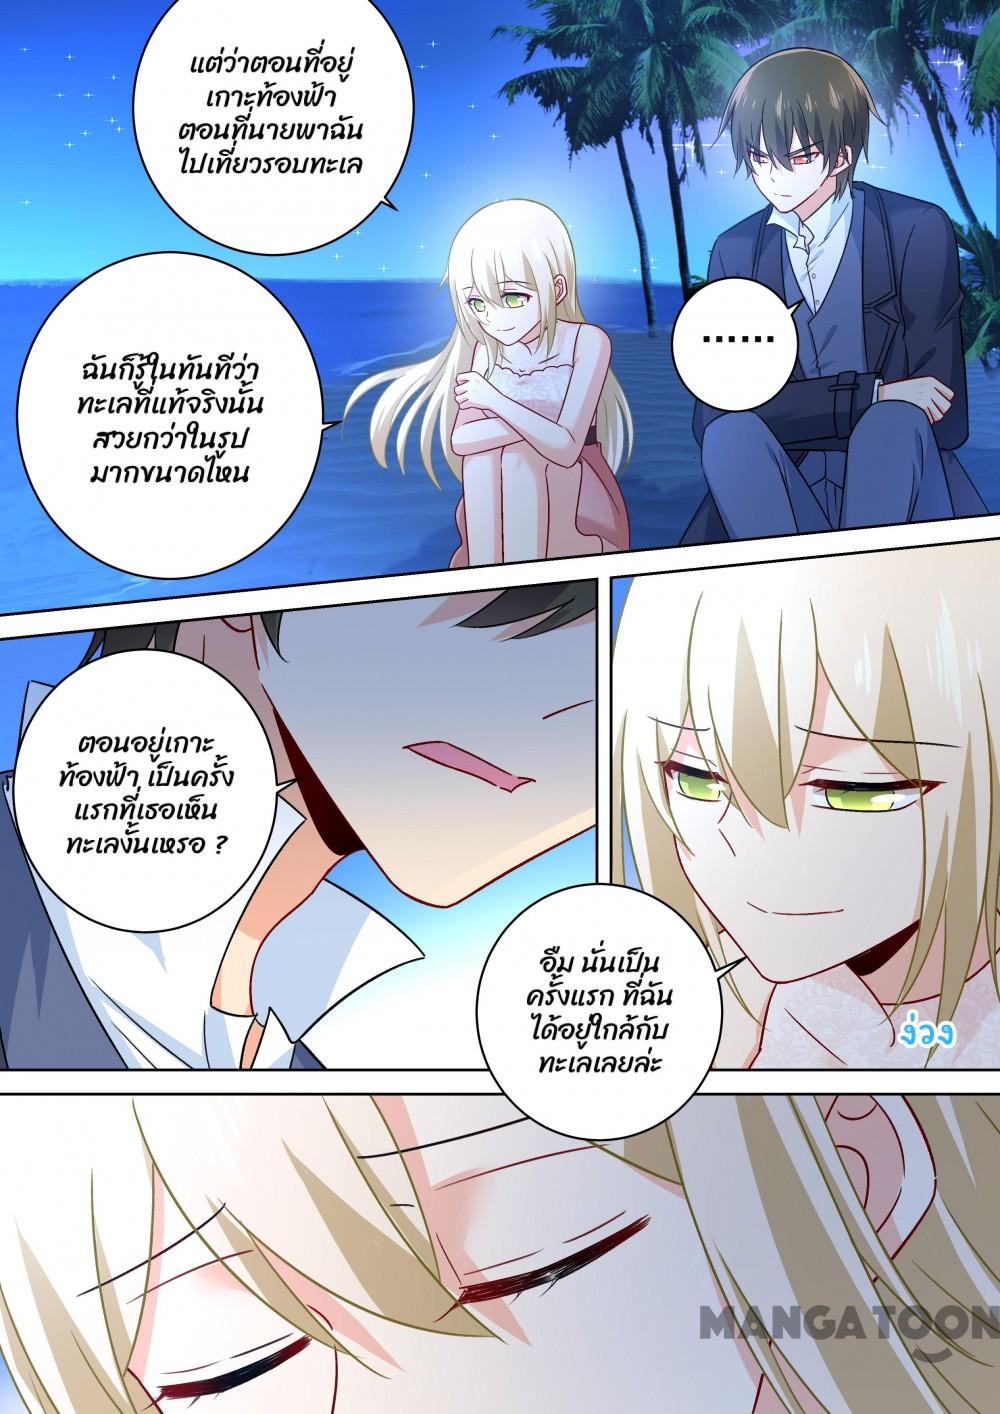 แต่ว่าตอนที่อยู่
เกาะท้องฟ้า
ตอนที่นายพาฉัน
ไปเที่ยวรอบทะเล
ฉันก็รู้ในทันทีว่า
ทะเลที่แท้จริงนั้น
สวยกว่าในรูป
มากขนาดไหน
......
ตอนอยู่เกาะ
ท้องฟ้า เป็นครั้ง
แรกที่เธอเห็น
ทะเลงั้นเหรอ ?
อืม นั่นเป็น
ครั้งแรก ที่ฉัน
ได้อยู่ใกล้กับ
ทะเลเลยล่ะ
ง่วง
MANGATOON